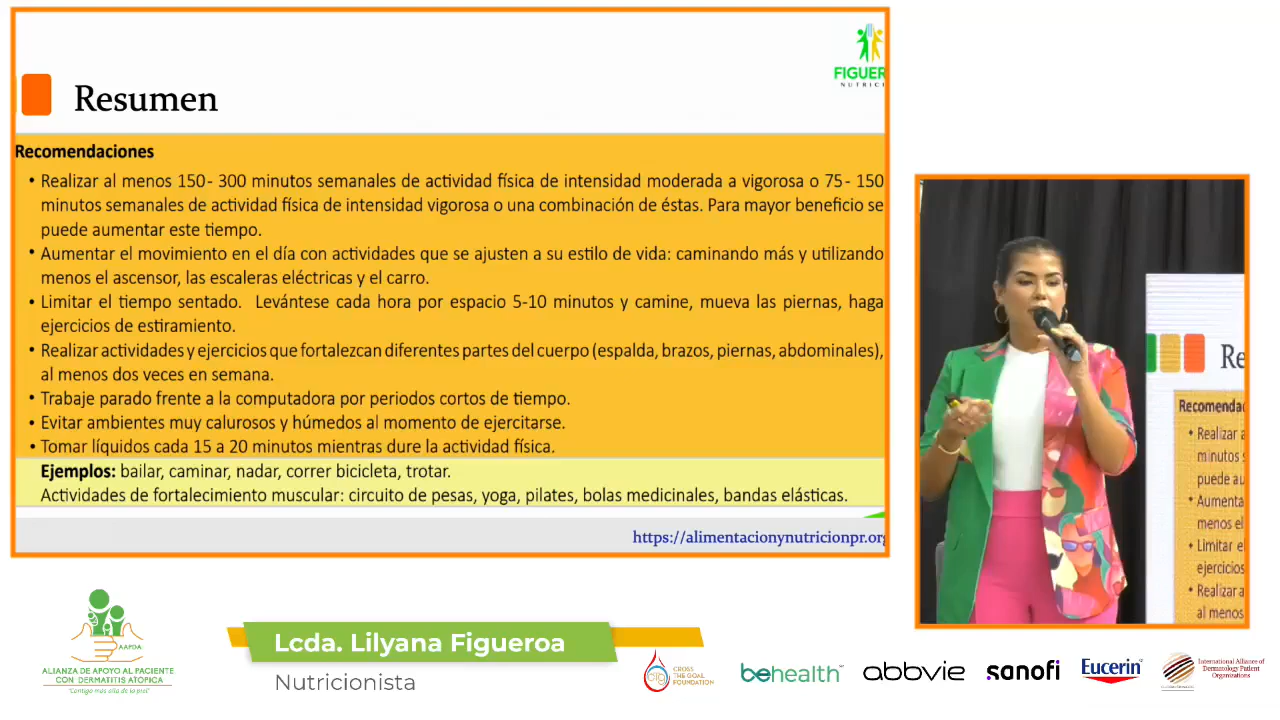 FIGUER
NUTRICI
Resumen
Recomendaciones
• Realizar al menos 150- 300 minutos semanales de actividad física de intensidad moderada a vigorosa o 75- 150
minutos semanales de actividad física de intensidad vigorosa o una combinación de éstas. Para mayor beneficio se
puede aumentar este tiempo.
• Aumentar el movimiento en el día con actividades que se ajusten a su estilo de vida: caminando más y utilizando
menos el ascensor, las escaleras eléctricas y el carro.
• Limitar el tiempo sentado. Levántese cada hora por espacio 5-10 minutos y camine, mueva las piernas, haga
ejercicios de estiramiento.
• Realizar actividades y ejercicios que fortalezcan diferentes partes del cuerpo (espalda, brazos, piernas, abdominales),
al menos dos veces en semana.
• Trabaje parado frente a la computadora por periodos cortos de tiempo.
• Evitar ambientes muy calurosos y húmedos al momento de ejercitarse.
• Tomar líquidos cada 15 a 20 minutos mientras dure la actividad física.
Ejemplos: bailar, caminar, nadar, correr bicicleta, trotar.
Actividades de fortalecimiento muscular: circuito de pesas, yoga, pilates, bolas medicinales, bandas elásticas.
https://alimentacionynutricionpr.org
Re
Recomenda
• Realizar a
minutos s
puede au
• Aumenta
menos el
• Limitar e
ejercicios
• Realizar a
al menos
AAPDA
ALIANZA DE APOYO AL PACIENTE
CON DERMATITIS ATOPICA
"Contigo más allá de la piel"
Lcda. Lilyana Figueroa
Nutricionista
CROSS
THE GOAL
FOUNDATION
behealth
abbvie
sanofi
Eucerin
International Alliance of
Dermatology Patient
Organizations